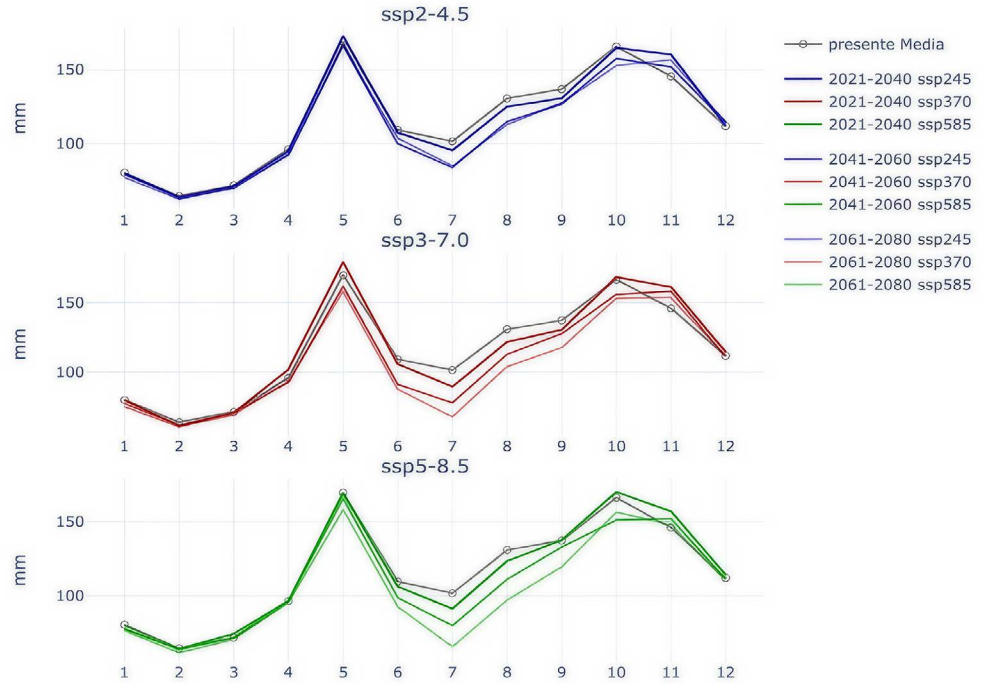 ssp2-4.5
150
100
mm
1 2 3 4 5 6 7 8 9 10 11 12
ssp3-7.0
150
100
mm
1 2 3 4 5 6 7 8 9 10 11 12
ssp5-8.5
150
100
mm
1 2 3 4 5 6 7 8 9 10 11 12
presente Media
2021-2040 ssp245
2021-2040 ssp370
2021-2040 ssp585
2041-2060 ssp245
2041-2060 ssp370
2041-2060 ssp585
2061-2080 ssp245
2061-2080 ssp370
2061-2080 ssp585